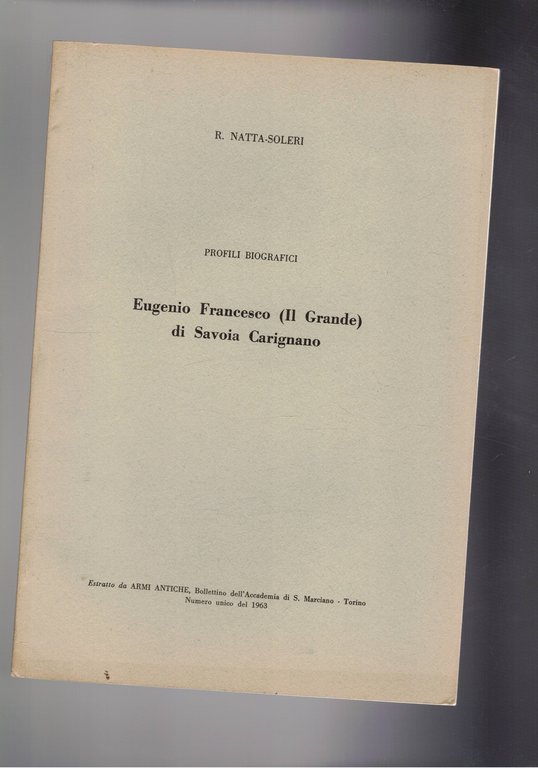 R. NATTA-SOLERI
PROFILI BIOGRAFICI
Eugenio Francesco (Il Grande)
di Savoia Carignano
Estratto da ARMI ANTICHE, Bollettino dell'Accademia di S. Marciano - Torino
Numero unico del 1963